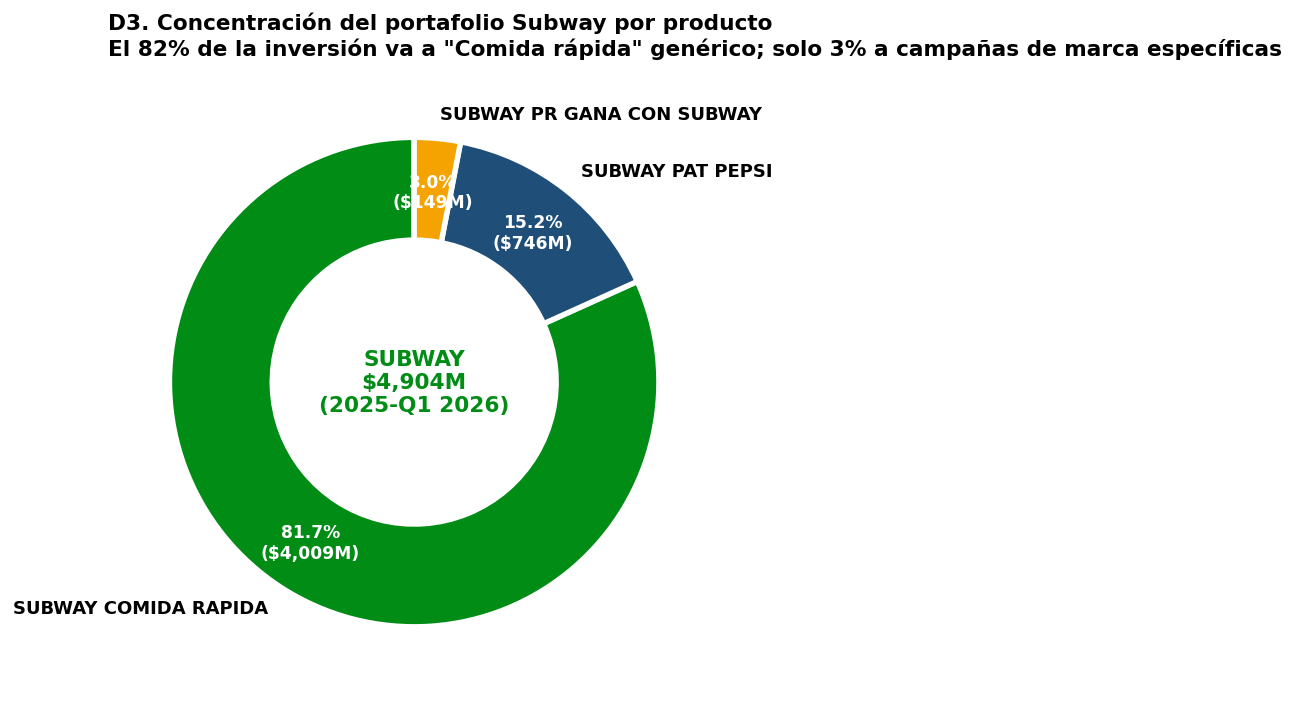 D3. Concentración del portafolio Subway por producto
El 82% de la inversión va a "Comida rápida" genérico; solo 3% a campañas de marca específicas
SUBWAY PR GANA CON SUBWAY
SUBWAY PAT PEPSI
3.0%
($149M)
15.2%
($746M)
SUBWAY
$4,904M
(2025-Q1 2026)
81.7%
($4,009M)
SUBWAY COMIDA RAPIDA